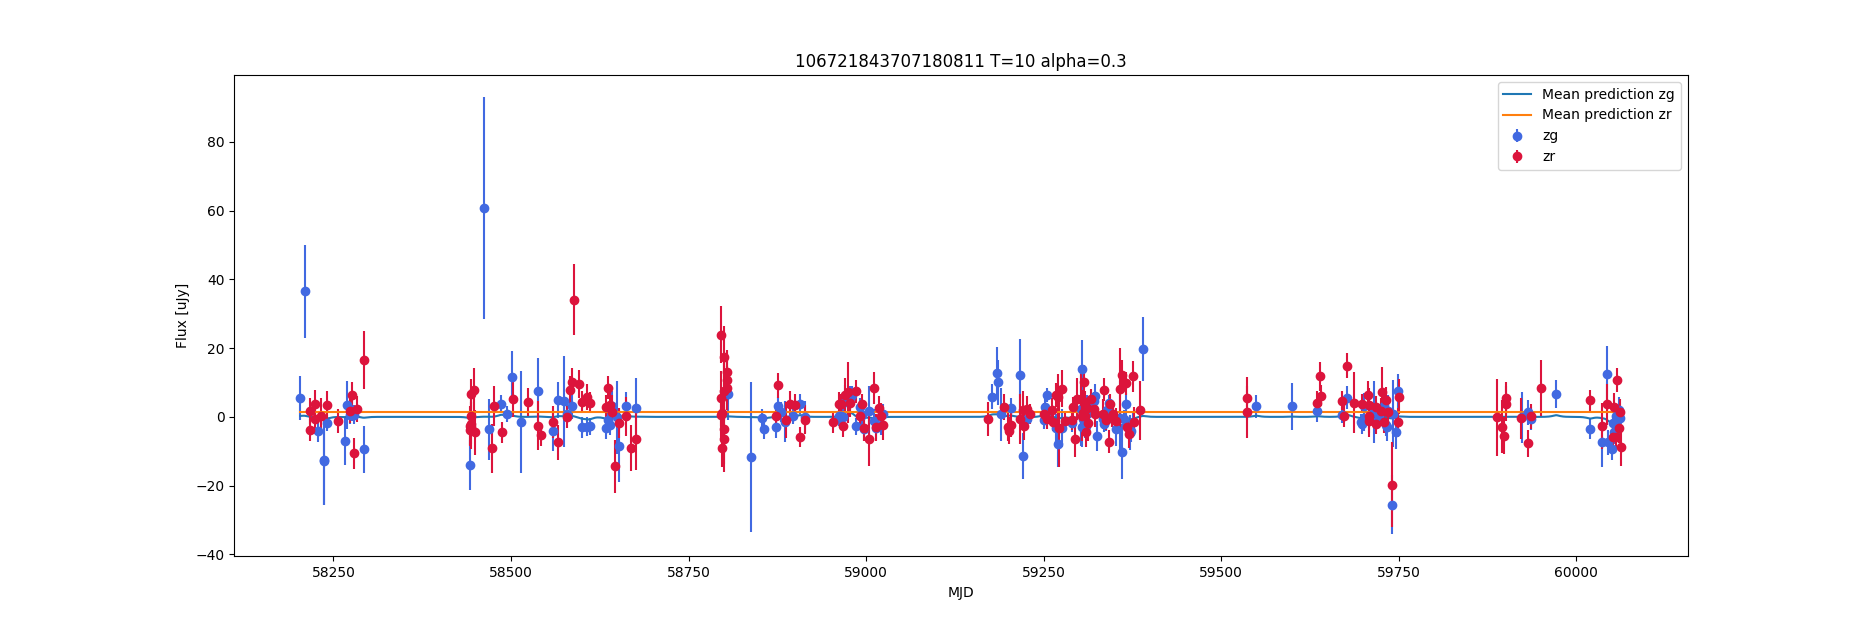 106721843707180811 T=10 alpha=0.3
Mean prediction zg
Mean prediction zr
zg
zr
Flux [uJy]
80
60
40
20
0
−20
−40
58250 58500 58750 59000 59250 59500 59750 60000
MJD